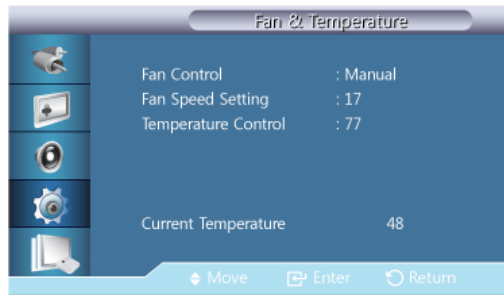 Fan & Temperature
Fan Control : Manual
Fan Speed Setting : 17
Temperature Control : 77
Current Temperature 48
Move Enter Return